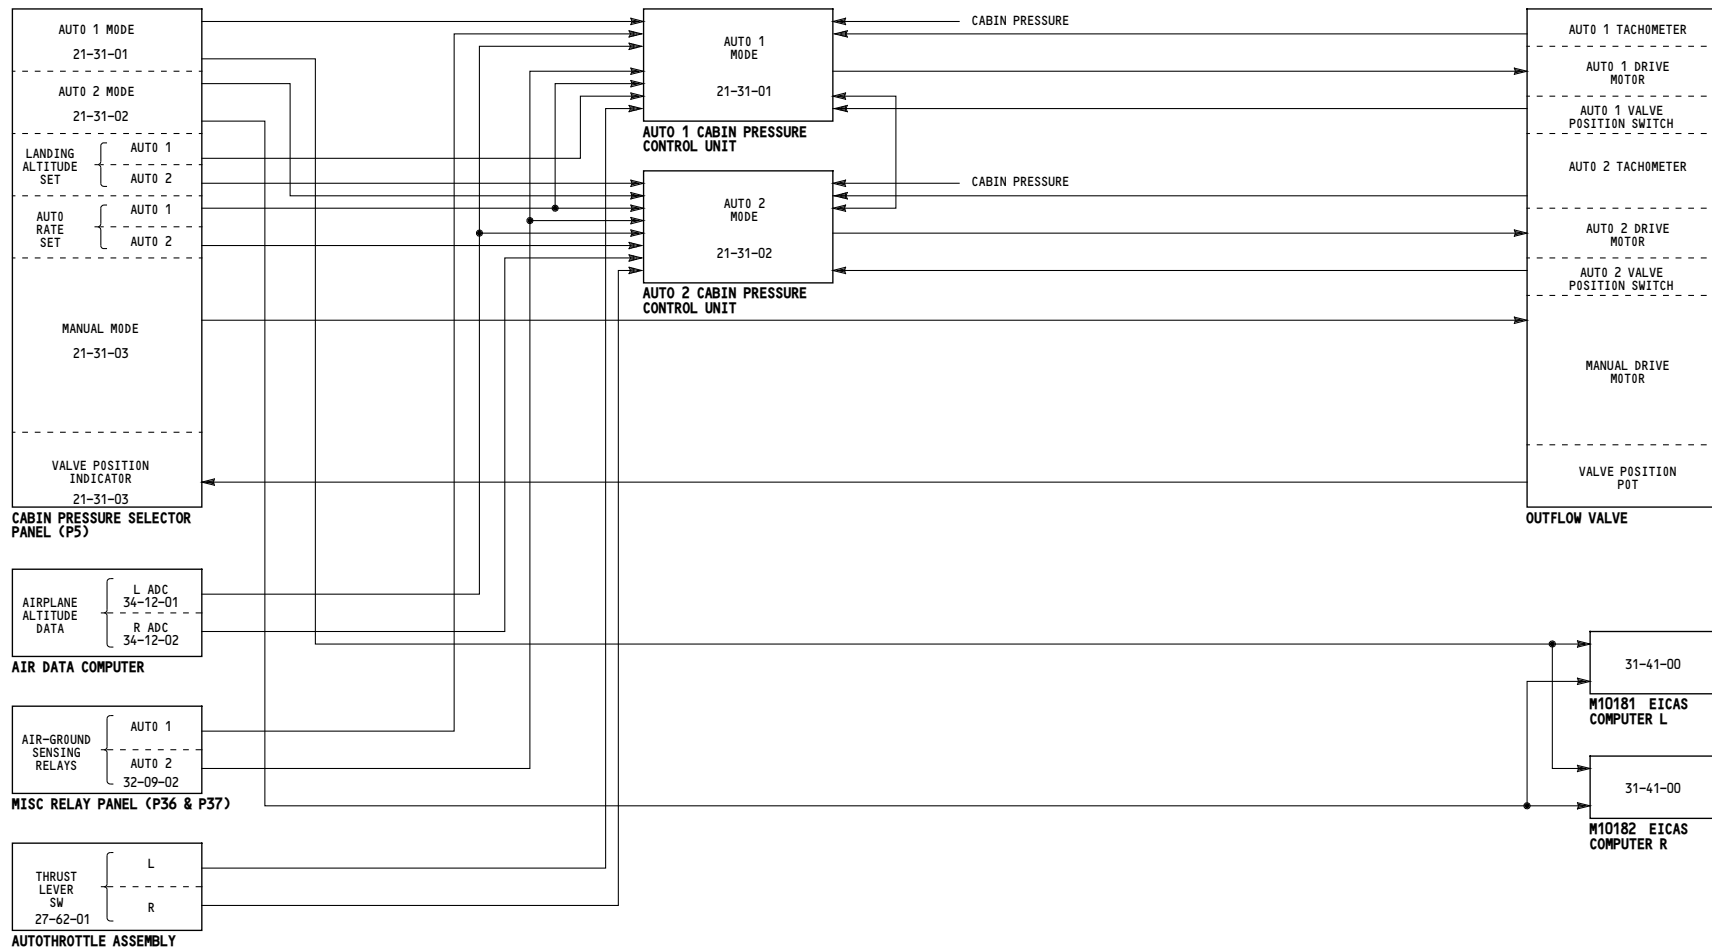 AUTO 1 MODE
21-31-01
AUTO 2 MODE
21-31-02
LANDING
ALTITUDE
SET
AUTO 1
AUTO 2
AUTO
RATE
SET
AUTO 1
AUTO 2
MANUAL MODE
21-31-03
VALVE POSITION
INDICATOR
21-31-03
CABIN PRESSURE SELECTOR
PANEL (P5)
AIRPLANE
ALTITUDE
DATA
L ADC
34-12-01
R ADC
34-12-02
AIR DATA COMPUTER
AIR-GROUND
SENSING
RELAYS
AUTO 1
AUTO 2
32-09-02
MISC RELAY PANEL (P36 & P37)
THRUST
LEVER
SW
27-62-01
L
R
AUTOTHROTTLE ASSEMBLY
AUTO 1
MODE
21-31-01
AUTO 1 CABIN PRESSURE
CONTROL UNIT
AUTO 2
MODE
21-31-02
AUTO 2 CABIN PRESSURE
CONTROL UNIT
CABIN PRESSURE
CABIN PRESSURE
AUTO 1 TACHOMETER
AUTO 1 DRIVE
MOTOR
AUTO 1 VALVE
POSITION SWITCH
AUTO 2 TACHOMETER
AUTO 2 DRIVE
MOTOR
AUTO 2 VALVE
POSITION SWITCH
MANUAL DRIVE
MOTOR
VALVE POSITION
POT
OUTFLOW VALVE
31-41-00
M10181 EICAS
COMPUTER L
31-41-00
M10182 EICAS
COMPUTER R